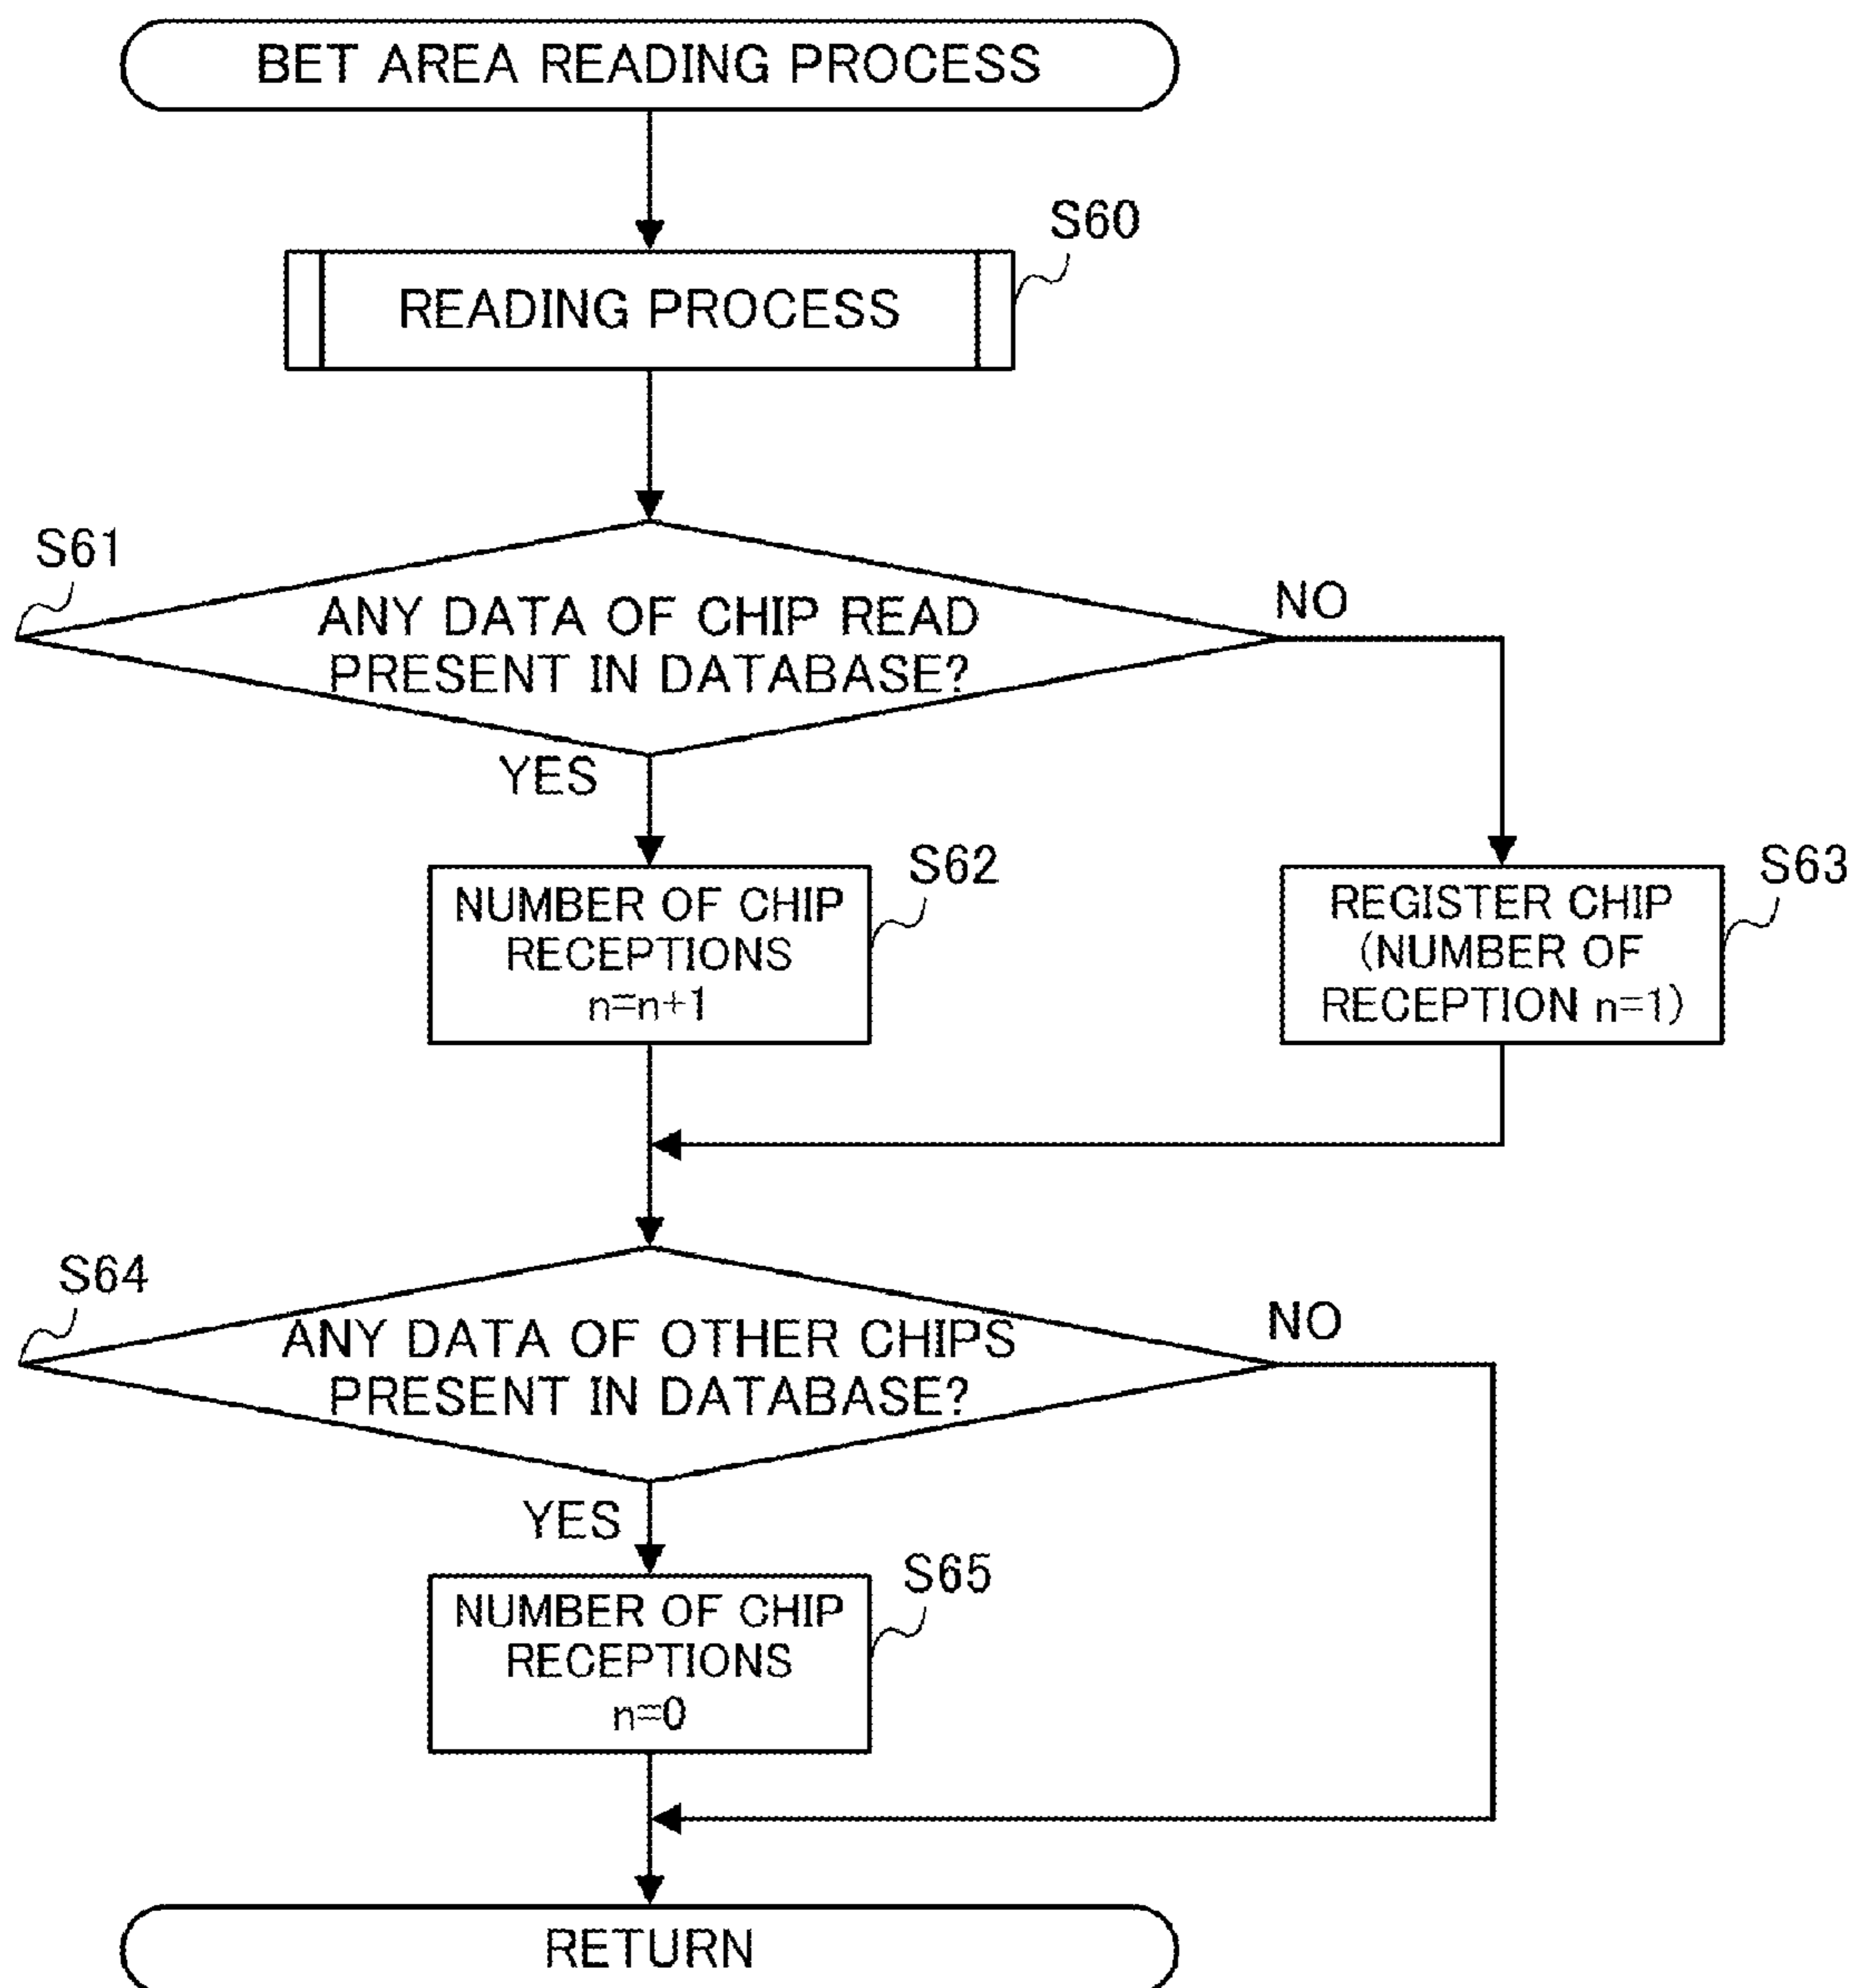 BET AREA READING PROCESS
S60
READING PROCESS
S61
ANY DATA OF CHIP READ
PRESENT IN DATABASE?
NO
YES
S62
NUMBER OF CHIP
RECEPTIONS
n=n+1
S63
REGISTER CHIP
(NUMBER OF
RECEPTION n=1)
S64
ANY DATA OF OTHER CHIPS
PRESENT IN DATABASE?
NO
YES
S65
NUMBER OF CHIP
RECEPTIONS
n=0
RETURN